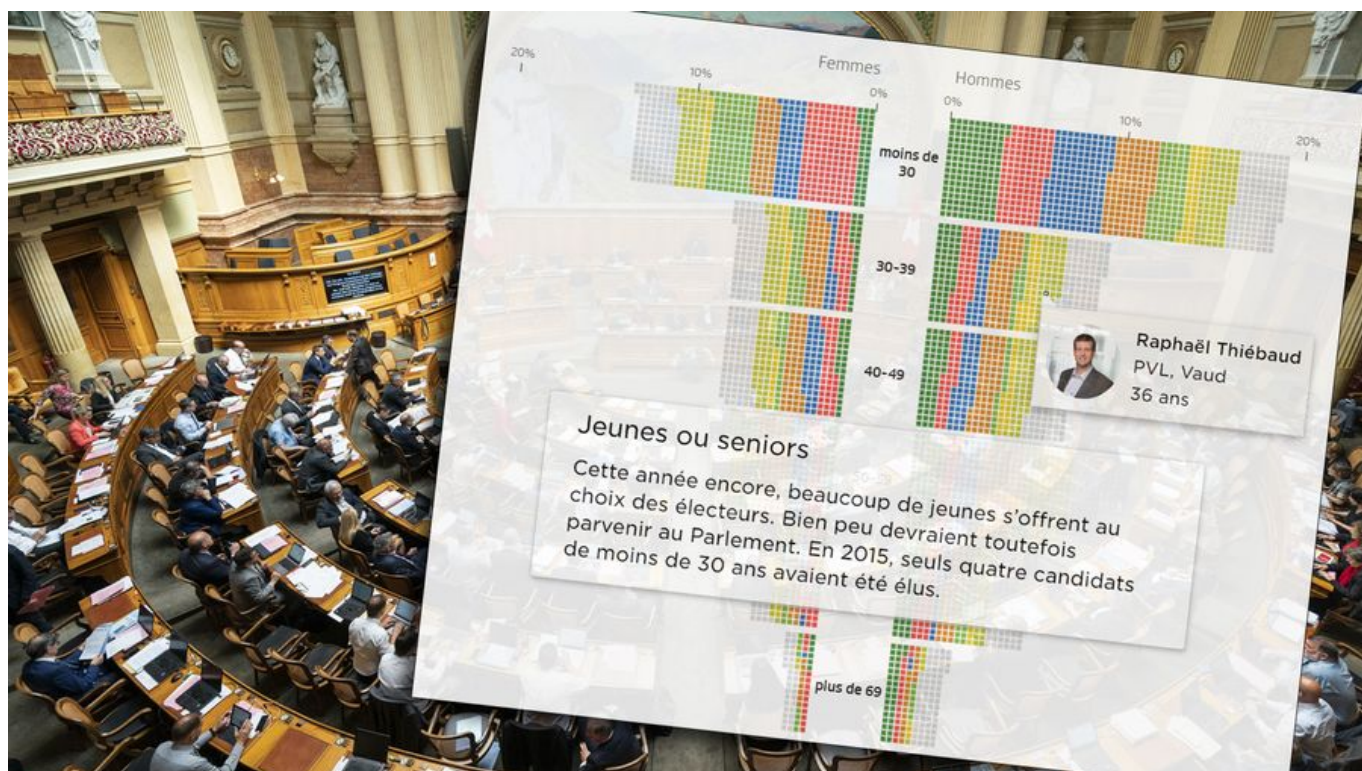 Femmes
Hommes
20%
10%
0%
0%
10%
20%
moins de
30
30-39
40-49
Raphaël Thiébaud
PVL, Vaud
36 ans
Jeunes ou seniors
Cette année encore, beaucoup de jeunes s'offrent au
choix des électeurs. Bien peu devraient toutefois
parvenir au Parlement. En 2015, seuls quatre candidats
de moins de 30 ans avaient été élus.
plus de 69